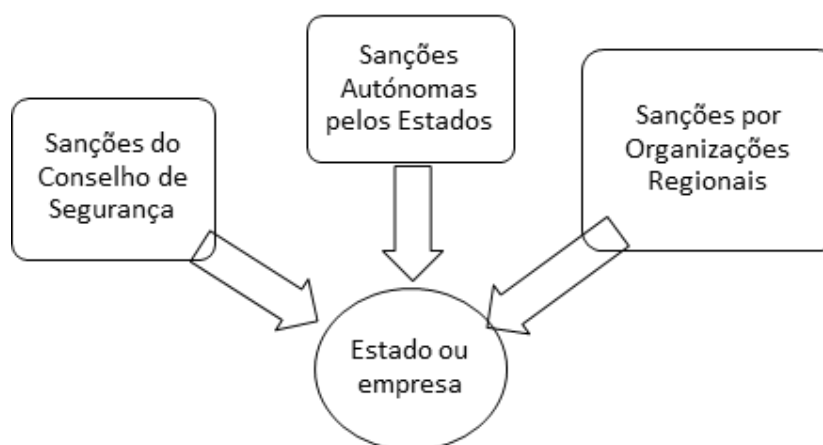 Sanções do
Conselho de
Segurança
Sanções
Autónomas
pelos Estados
Sanções por
Organizações
Regionais
Estado ou
empresa